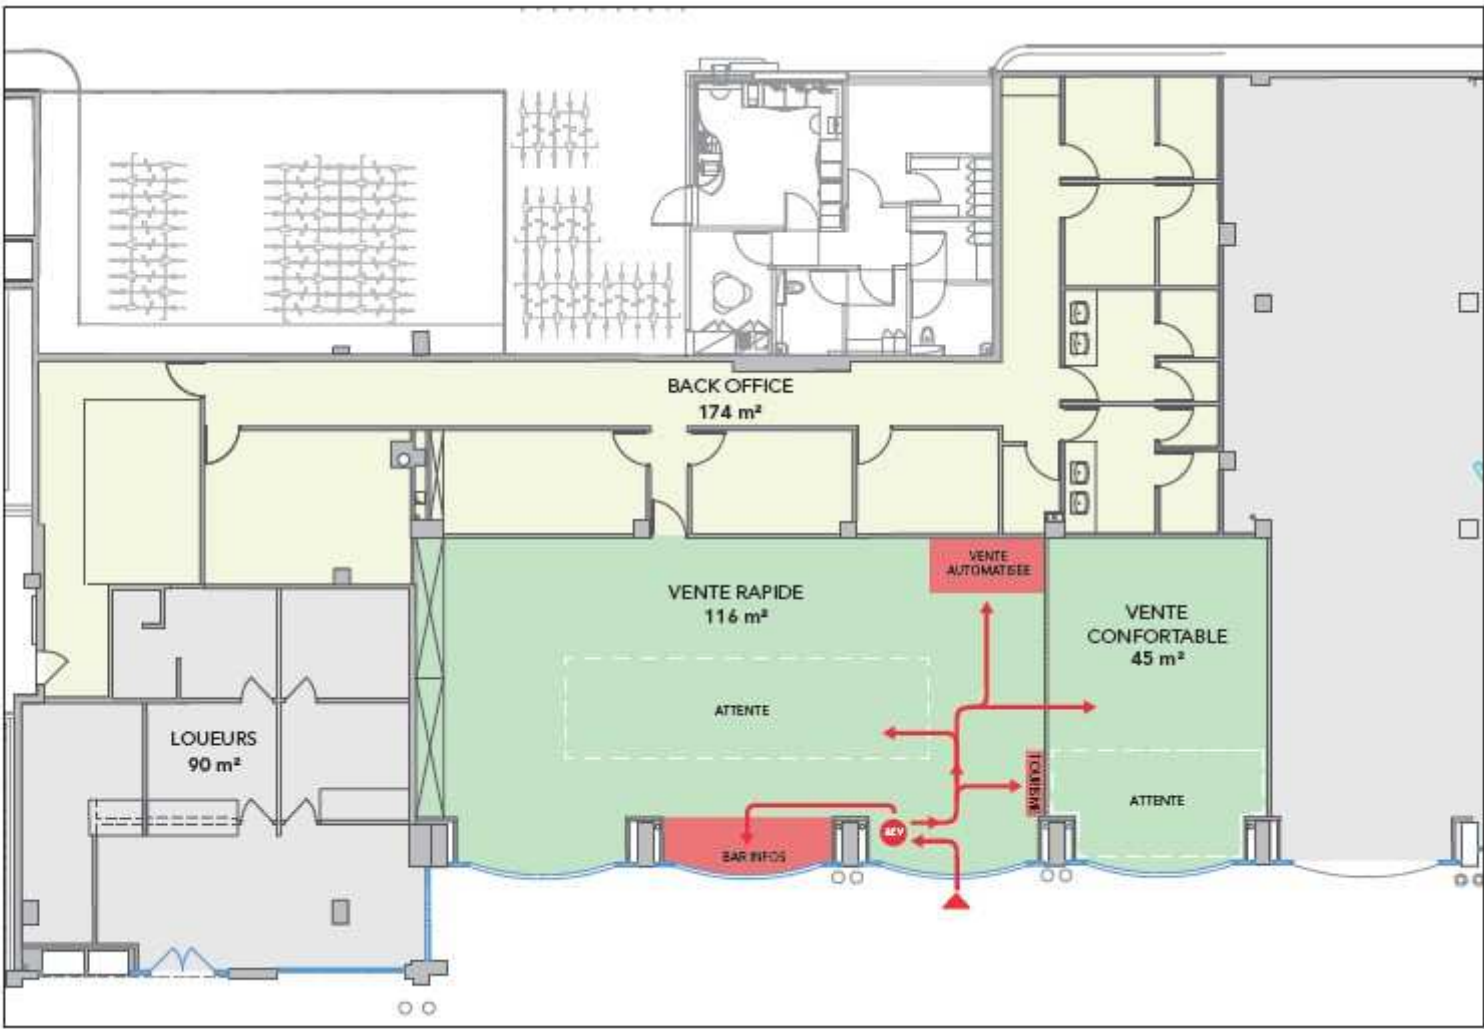 BACK OFFICE
174 m²
VENTE
AUTOMATISÉE
VENTE RAPIDE
116 m²
VENTE
CONFORTABLE
45 m²
ATTENTE
LOUEURS
90 m²
TOURISME
ATTENTE
BAR INFOS